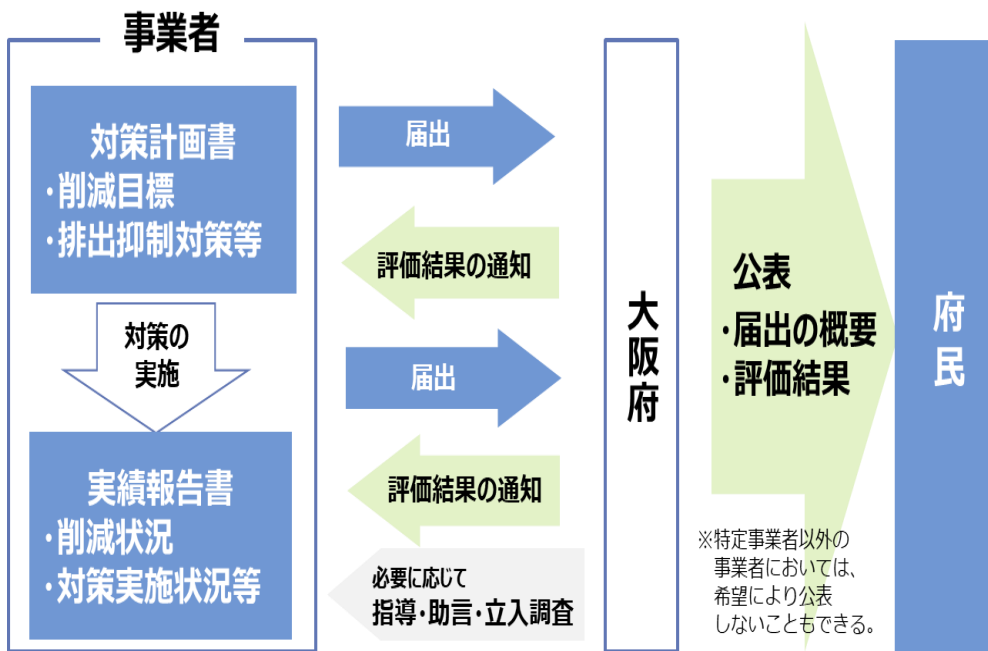 事業者
対策計画書
・削減目標
・排出抑制対策等
対策の
実施
実績報告書
・削減状況
・対策実施状況等
届出
評価結果の通知
届出
評価結果の通知
必要に応じて
指導・助言・立入調査
大阪府
公表
・届出の概要
・評価結果
※特定事業者以外の
事業者においては、
希望により公表
しないこともできる。
府民